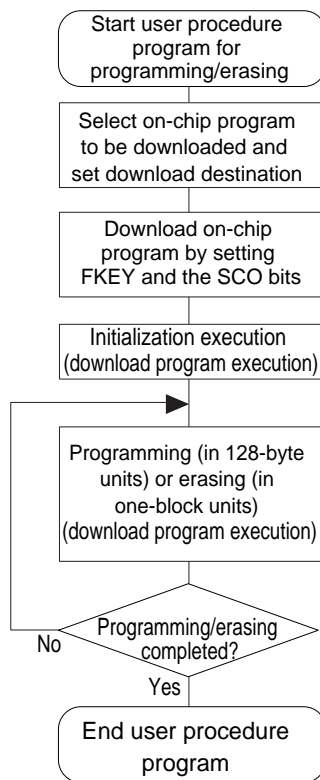 Start user procedure
program for
programming/erasing
Select on-chip program
to be downloaded and
set download destination
Download on-chip
program by setting
FKEY and the SCO bits
Initialization execution
(download program execution)
Programming (in 128-byte
units) or erasing (in
one-block units)
(download program execution)
Programming/erasing
completed?
No
Yes
End user procedure
program